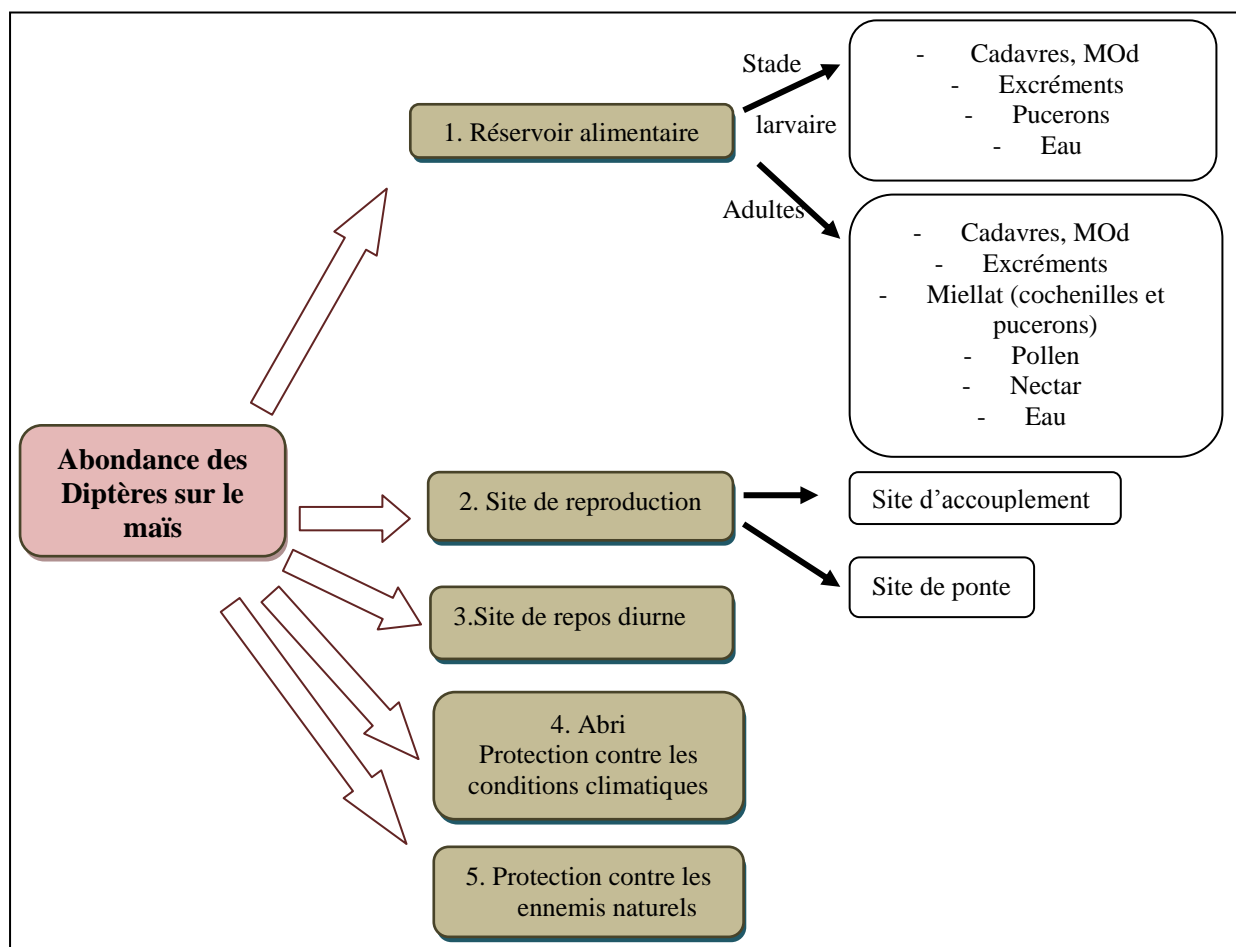 Abondance des
Diptères sur le
maïs
1. Réservoir alimentaire
Stade
larvaire
- Cadavres, MOd
- Excréments
- Pucerons
- Eau
Adultes
- Cadavres, MOd
- Excréments
- Miellat (cochenilles et
pucerons)
- Pollen
- Nectar
- Eau
2. Site de reproduction
Site d'accouplement
Site de ponte
3.Site de repos diurne
4. Abri
Protection contre les
conditions climatiques
5. Protection contre les
ennemis naturels